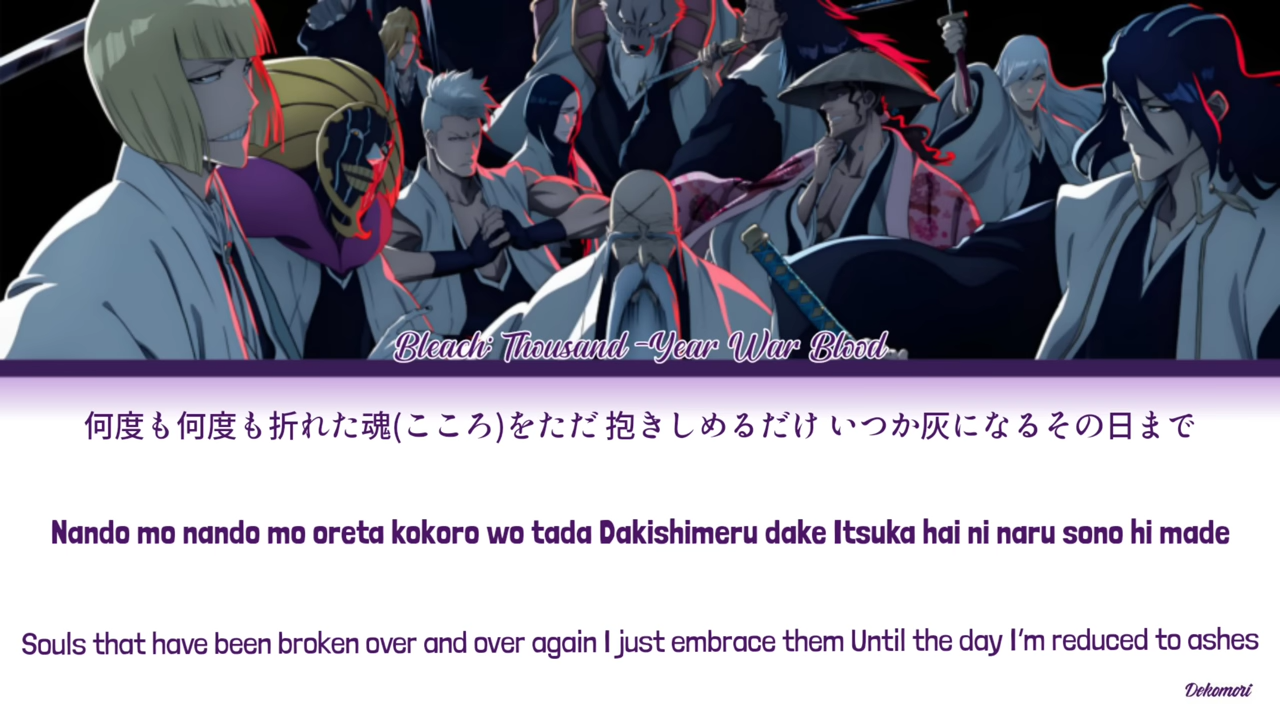 Bleach: Thousand-Year War Blood
何度も何度も折れた魂(こころ)をただ 抱きしめるだけ いつか灰になるその日まで
Nando mo nando mo oreta kokoro wo tada Dakishimeru dake Itsuka hai ni naru sono hi made
Souls that have been broken over and over again I just embrace them Until the day I'm reduced to ashes
Dekomori